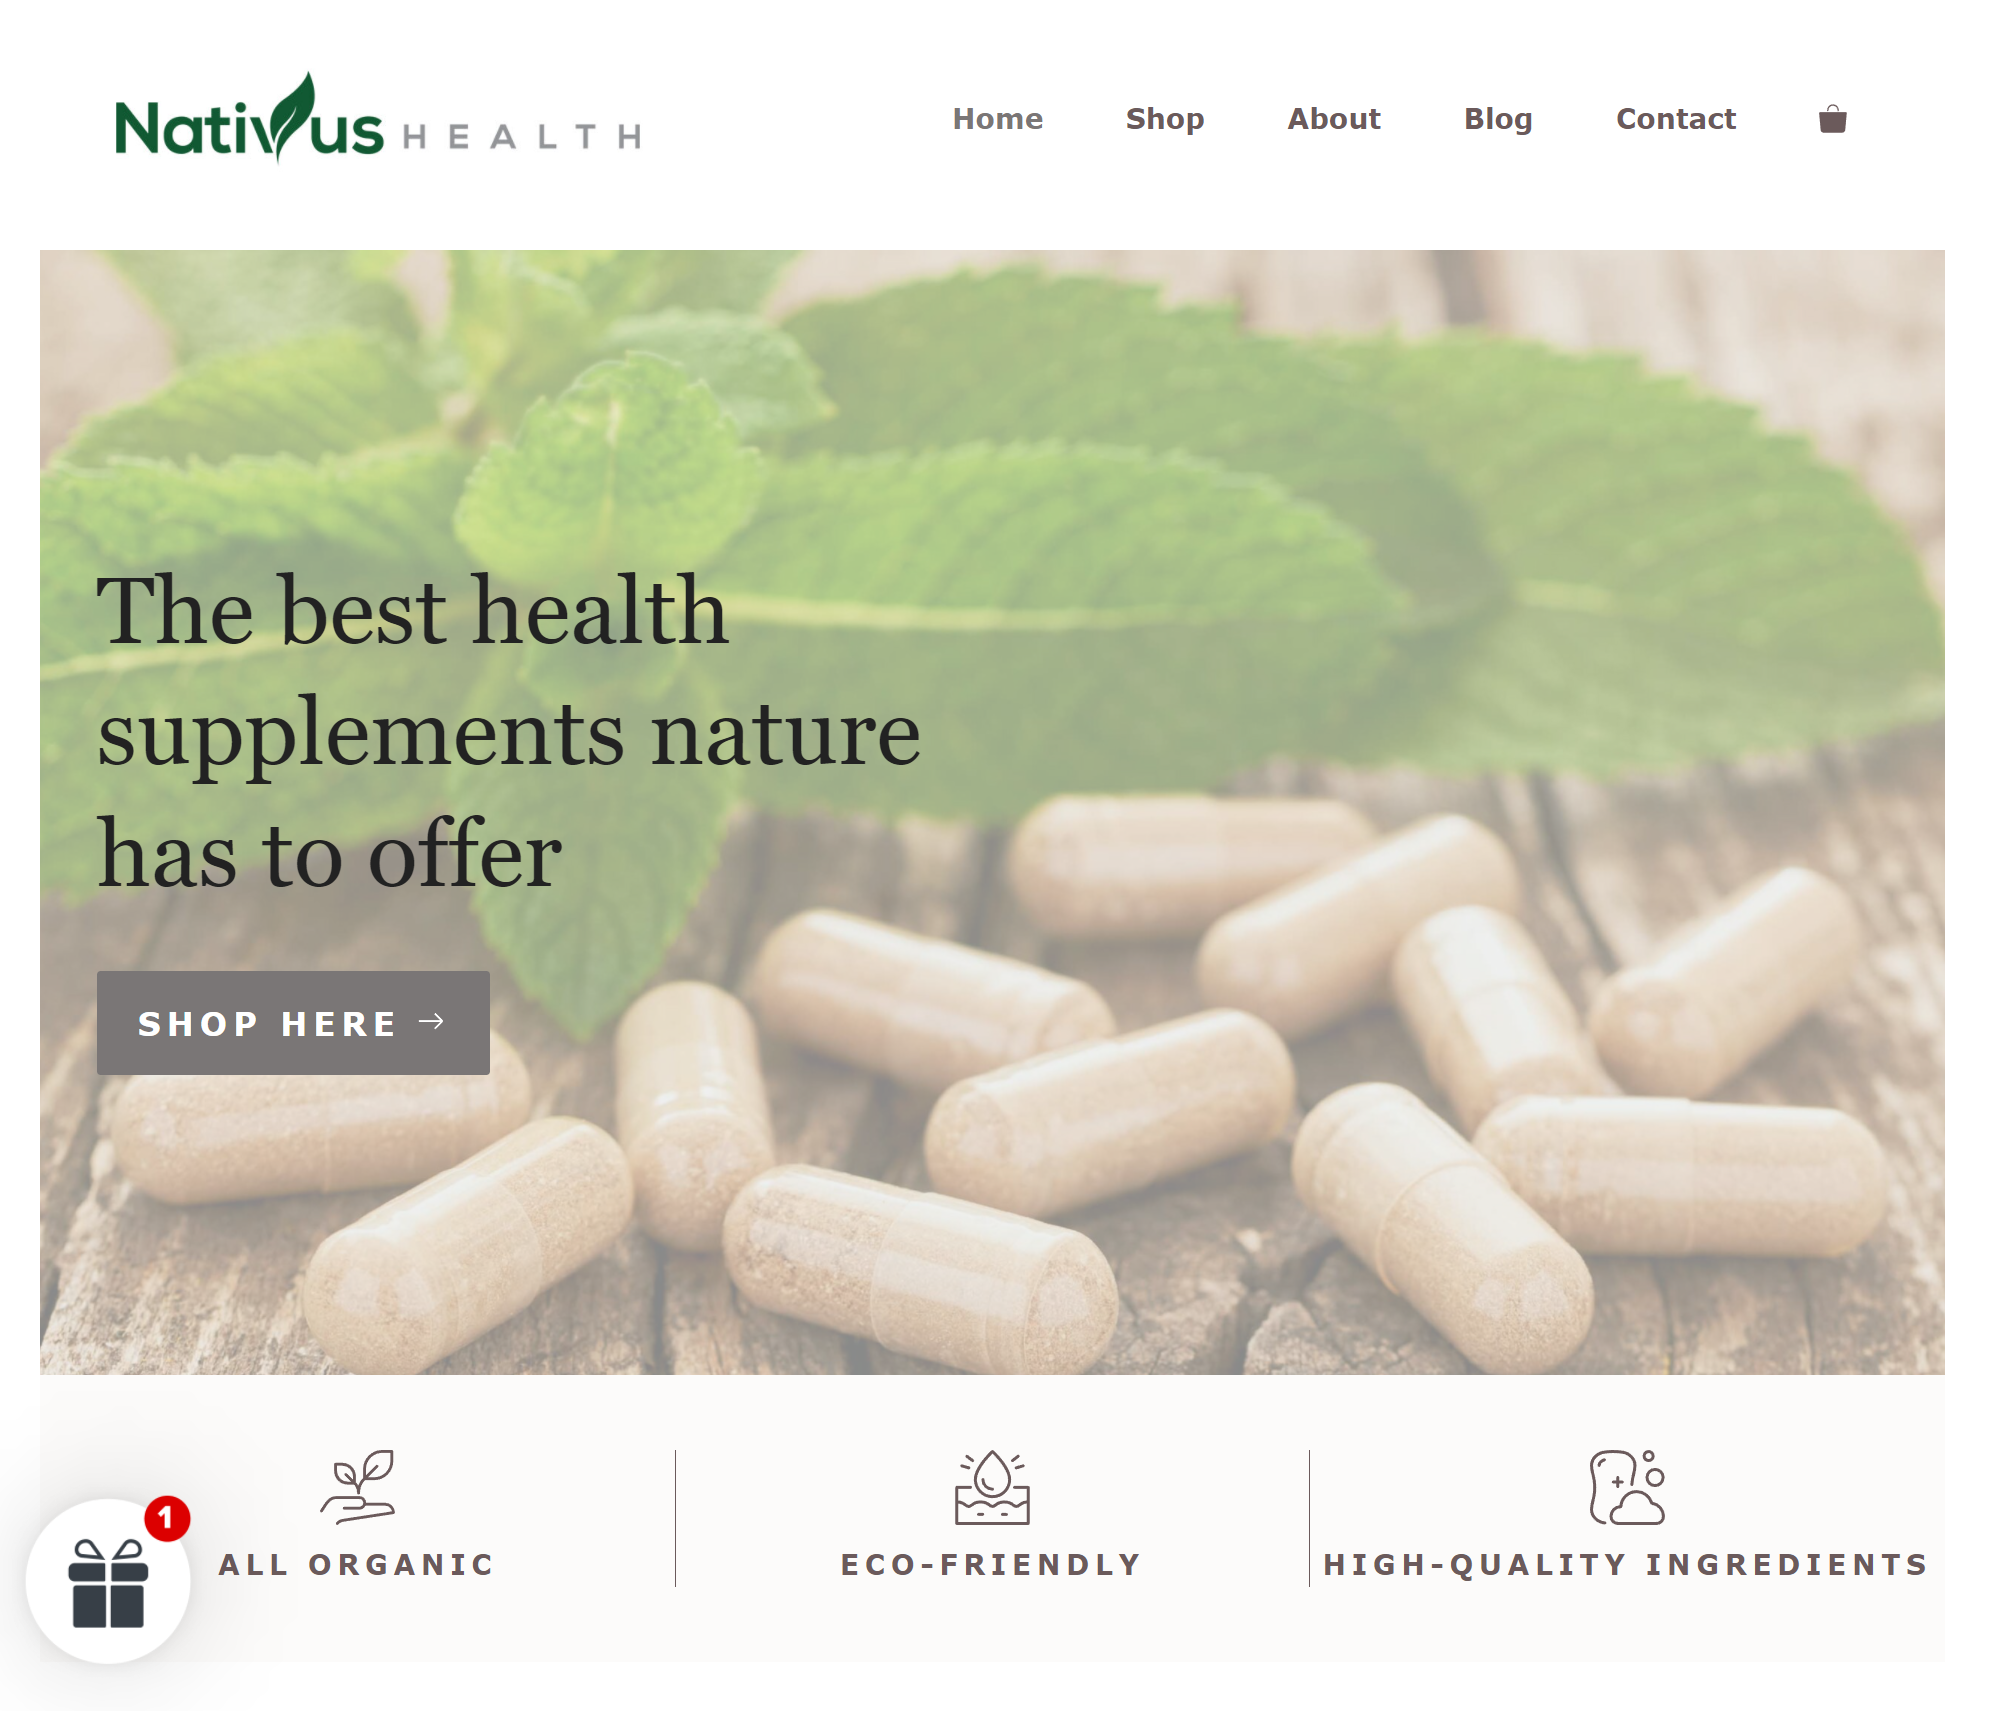 Nativus HEALTH
Home Shop About Blog Contact
The best health
supplements nature
has to offer
SHOP HERE →
1
ALL ORGANIC
ECO-FRIENDLY
HIGH-QUALITY INGREDIENTS